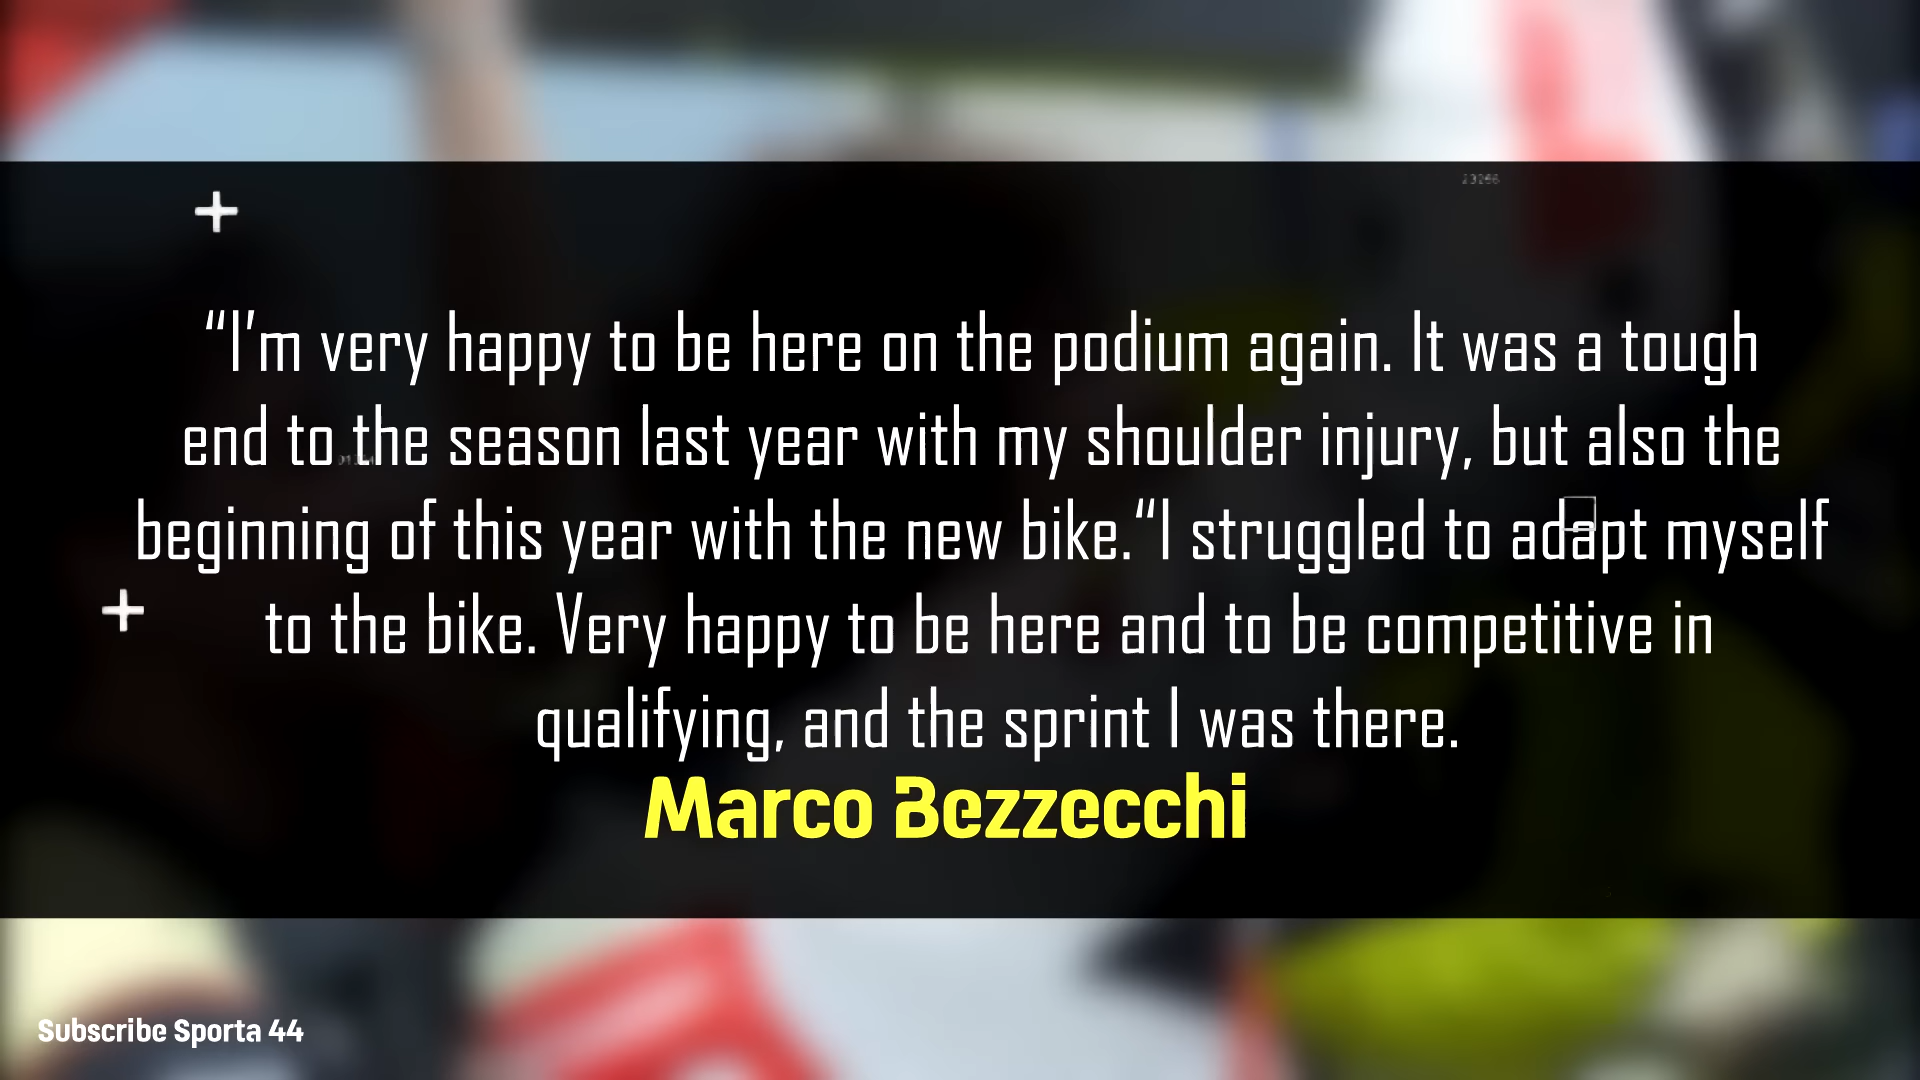 “I’m very happy to be here on the podium again. It was a tough
end to the season last year with my shoulder injury, but also the
beginning of this year with the new bike.“I struggled to adapt myself
to the bike. Very happy to be here and to be competitive in
qualifying, and the sprint I was there.
Marco Bezzecchi
Subscribe Sporta 44